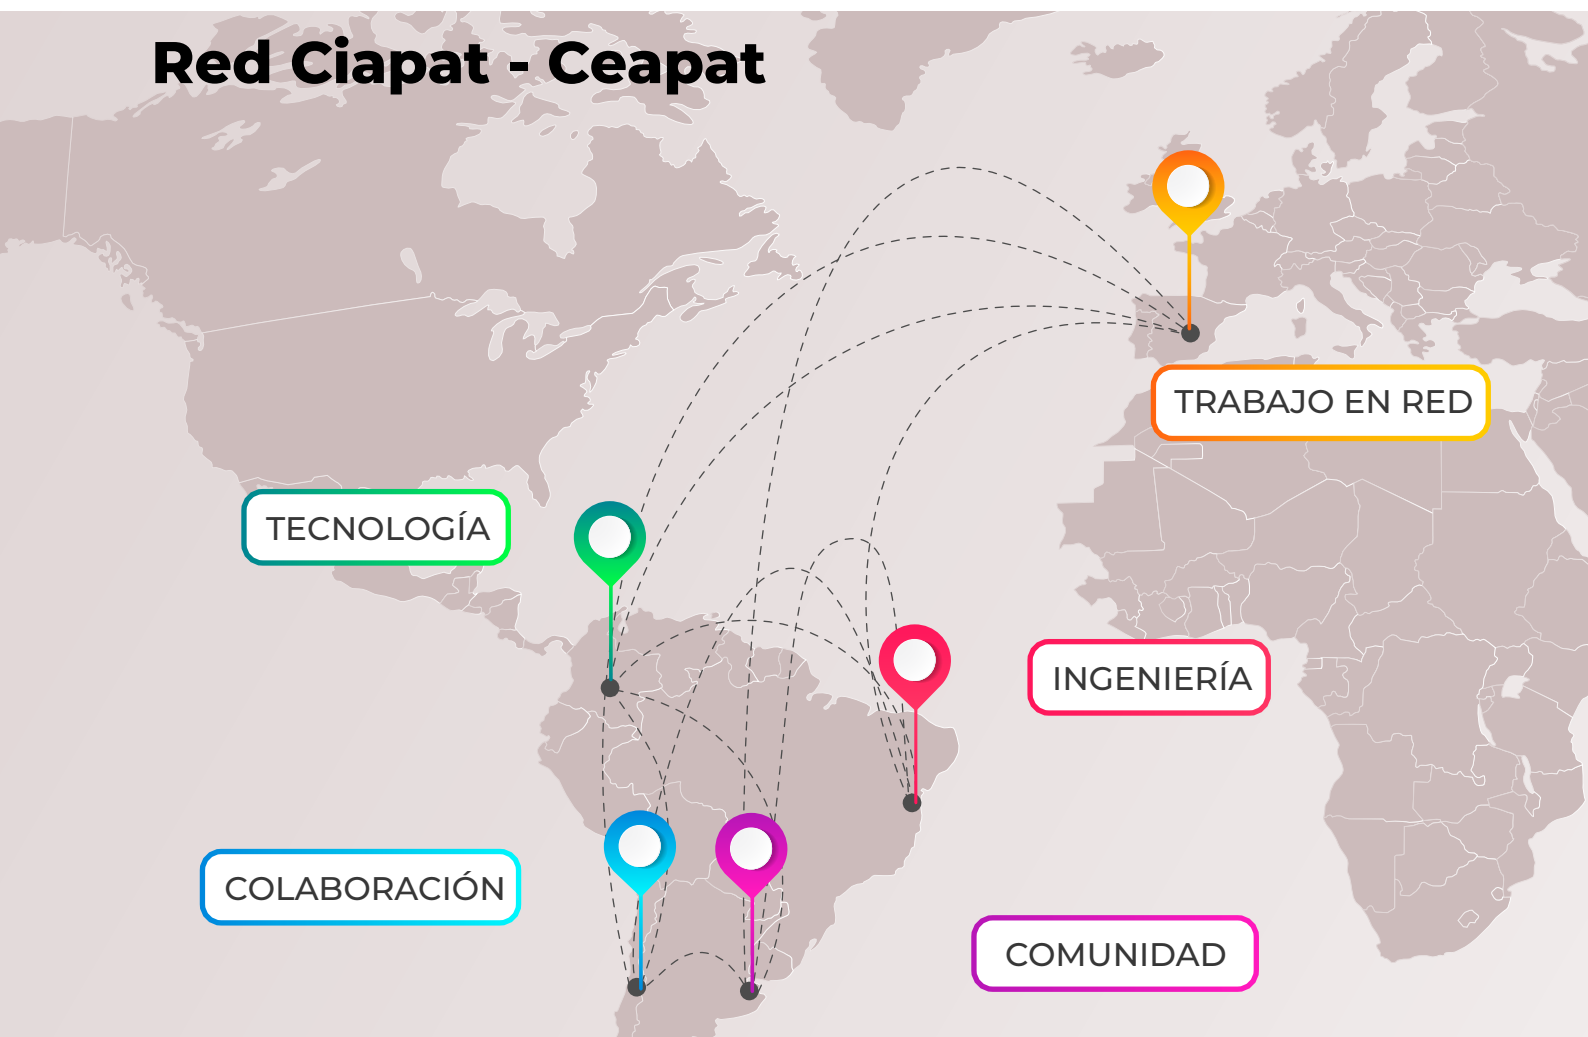 Red Ciapat - Ceapat
TRABAJO EN RED
TECNOLOGÍA
INGENIERÍA
COLABORACIÓN
COMUNIDAD